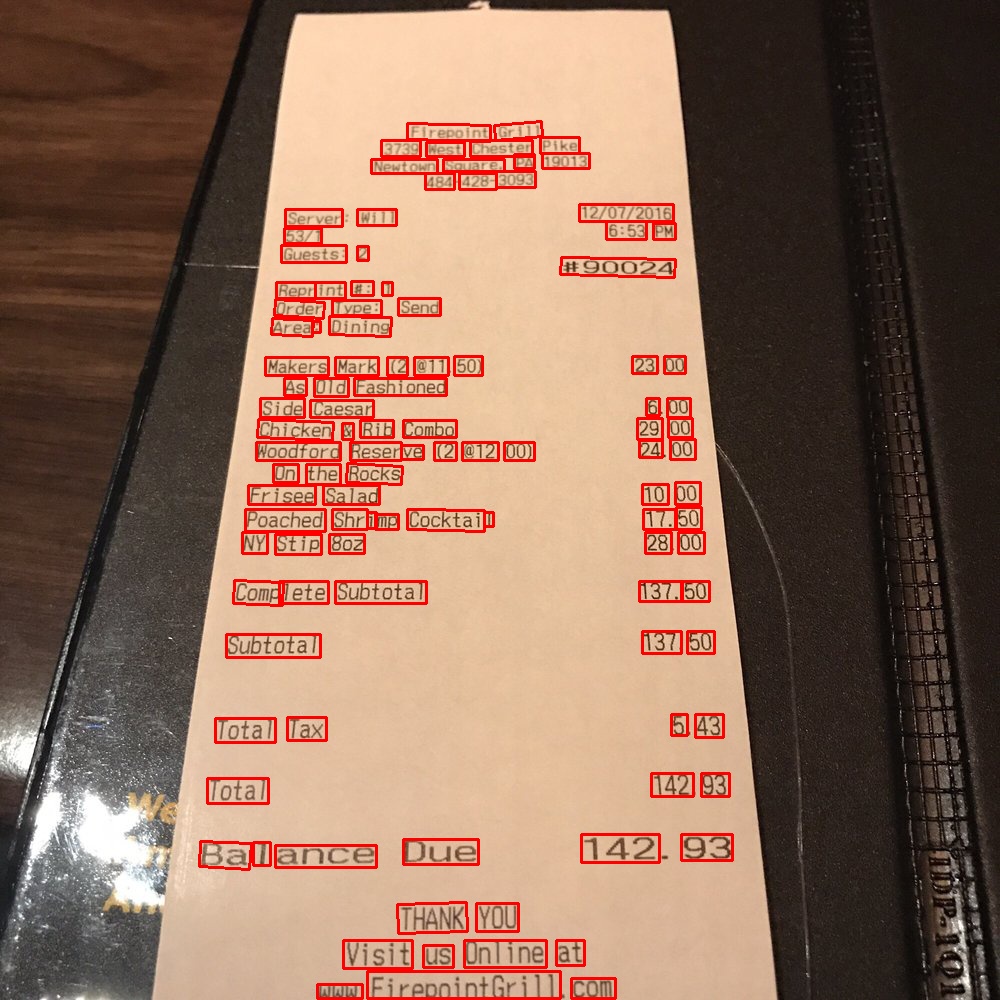 Firepoint Grill
3739 West Chester Pike
Newtown Square, PA 19013
484-428-3093
Server: Will 12/07/2016
53/1 6:53 PM
Guests: 2
#90024
Reprint #: 1
Order Type: Send
Area: Dining
Makers Mark (2 @11.50) 23.00
As Old Fashioned
Side Caesar 6.00
Chicken & Rib Combo 29.00
Woodford Reserve (2 @12.00) 24.00
On the Rocks
Frisee Salad 10.00
Poached Shrimp Cocktail 17.50
NY Stip 8oz 28.00
Complete Subtotal 137.50
Subtotal 137.50
Total Tax 5.43
Total 142.93
Balance Due 142.93
THANK YOU
Visit us Online at
www.FirepointGrill.com